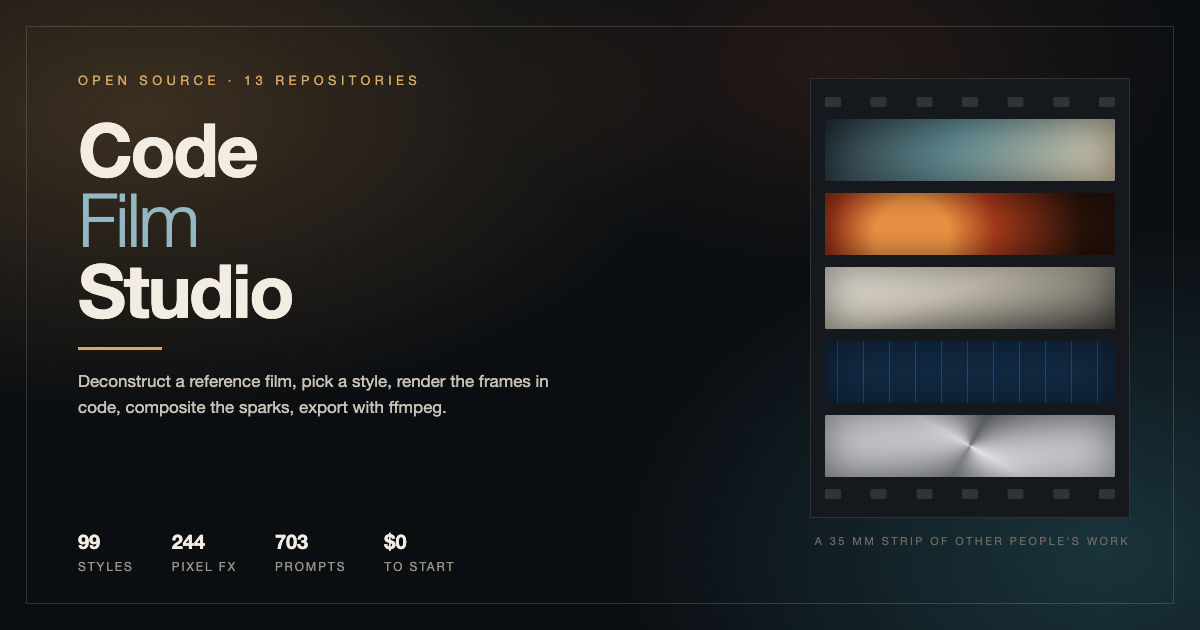 OPEN SOURCE · 13 REPOSITORIES
Code
Film
Studio
Deconstruct a reference film, pick a style, render the frames in
code, composite the sparks, export with ffmpeg.
99 244 703 $0
STYLES PIXEL FX PROMPTS TO START
A 35 MM STRIP OF OTHER PEOPLE'S WORK